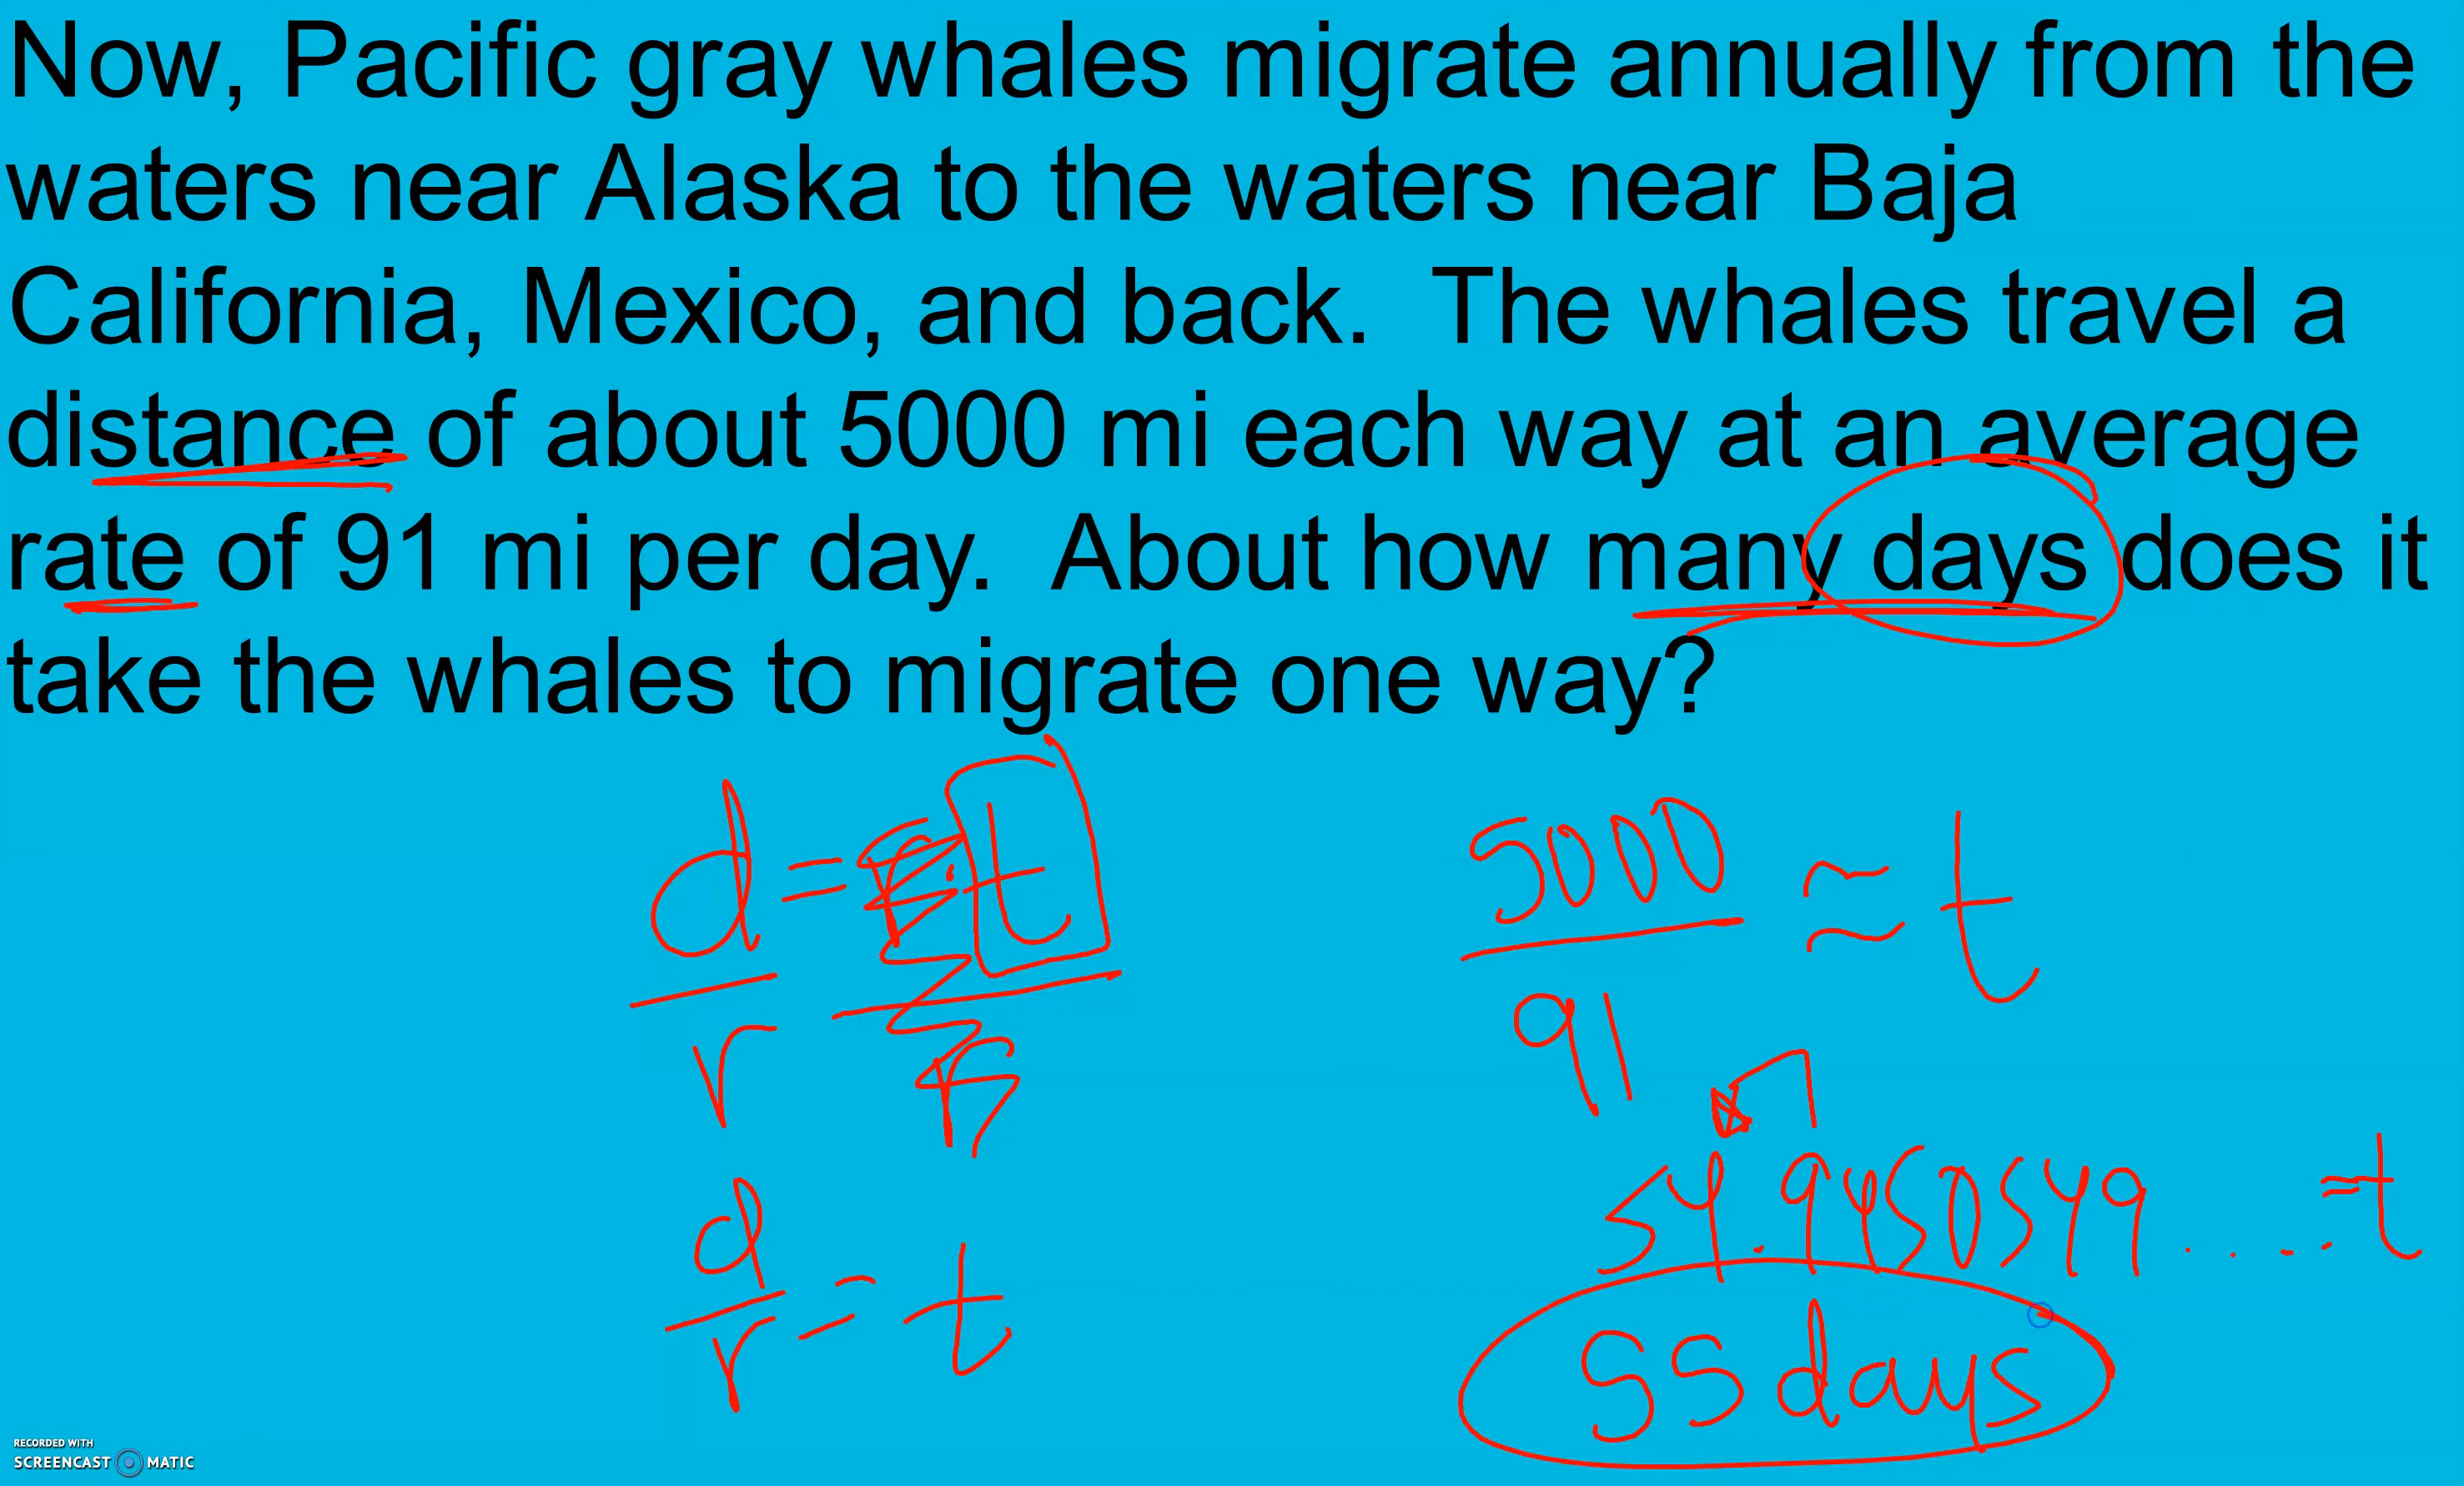 Now, Pacific gray whales migrate annually from the
waters near Alaska to the waters near Baja
California, Mexico, and back. The whales travel a
distance of about 5000 mi each way at an average
rate of 91 mi per day. About how many days does it
take the whales to migrate one way?
d = r · t
r r
d
r = t
5000
91 ≈ t
54.9450549.... = t
55 days
RECORDED WITH
SCREENCAST MATIC